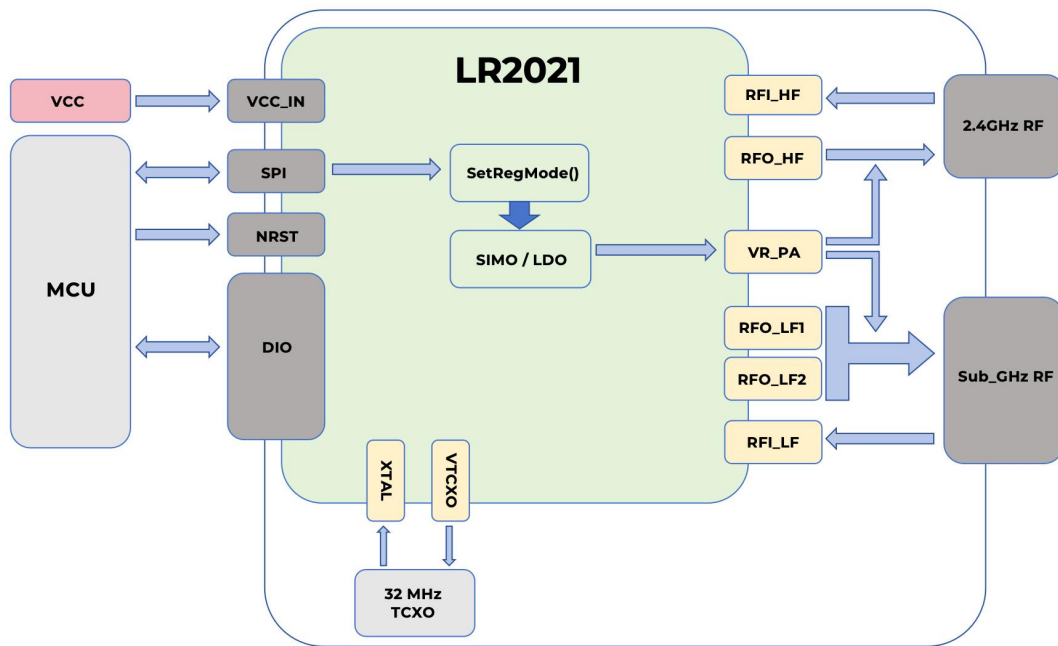 LR2021
VCC
VCC_IN
RFI_HF
2.4GHz RF
RFO_HF
SPI
SetRegMode()
NRST
SIMO / LDO
VR_PA
MCU
DIO
RFO_LF1
RFO_LF2
Sub_GHz RF
RFI_LF
XTAL
VTCXO
32 MHz
TCXO